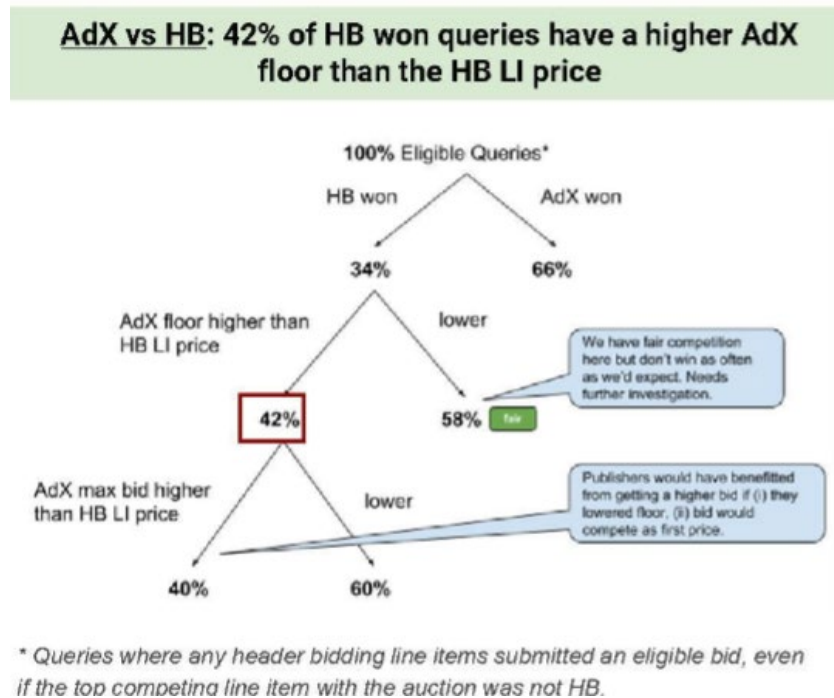 AdX vs HB: 42% of HB won queries have a higher AdX
floor than the HB LI price
100% Eligible Queries*
HB won
AdX won
34%
66%
AdX floor higher than
HB LI price
lower
We have fair competition
here but don't win as often
as we'd expect. Needs
further investigation.
42%
58%
fair
AdX max bid higher
than HB LI price
lower
Publishers would have benefitted
from getting a higher bid if (i) they
lowered floor, (ii) bid would
compete as first price.
40%
60%
* Queries where any header bidding line items submitted an eligible bid, even
if the top competing line item with the auction was not HB.